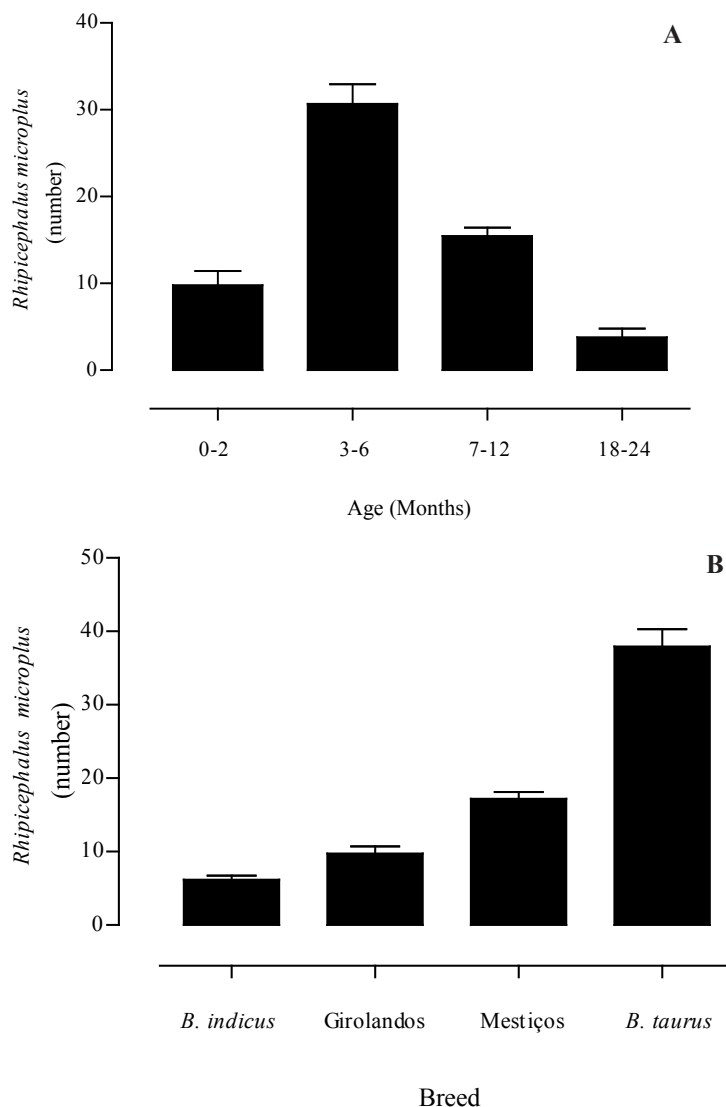 A
40
30
20
10
0
Rhipicephalus microplus
(number)
0-2 3-6 7-12 18-24
Age (Months)
B
50
40
30
20
10
0
Rhipicephalus microplus
(number)
B. indicus Girolandos Mestiços B. taurus
Breed